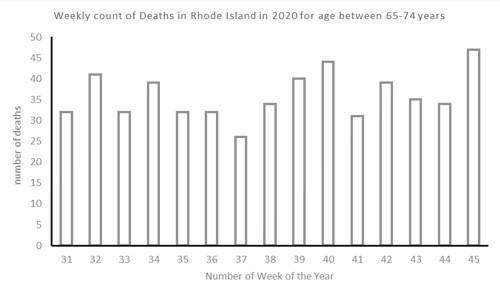 Weekly count of Deaths in Rhode Island in 2020 for age between 65-74 years
50
45
40
35
30
25
20
15
10
5
0
number of deaths
31 32 33 34 35 36 37 38 39 40 41 42 43 44 45
Number of Week of the Year